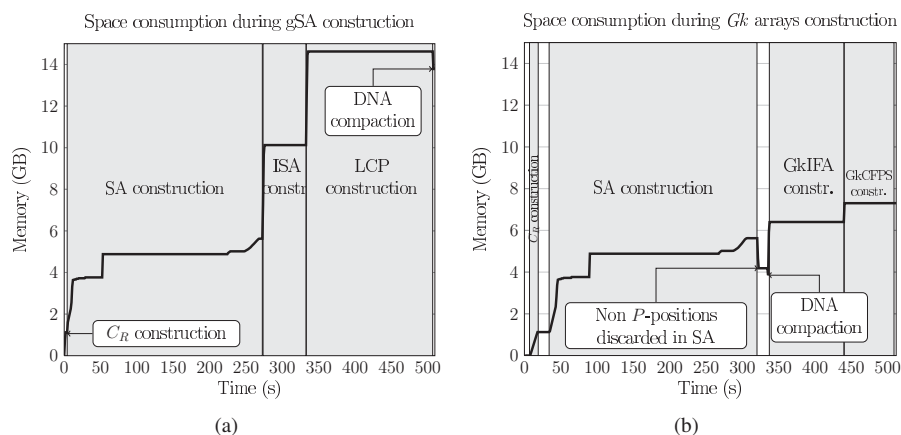 Space consumption during gSA construction
Memory (GB)
14
12
10
8
6
4
2
0
SA construction
ISA
constr
LCP
construction
DNA
compaction
C_R construction
0 50 100 150 200 250 300 350 400 450 500
Time (s)
(a)
Space consumption during Gk arrays construction
Memory (GB)
14
12
10
8
6
4
2
0
C_R construction
SA construction
GkIFA
constr.
GkCFPS
constr.
Non P-positions
discarded in SA
DNA
compaction
0 50 100 150 200 250 300 350 400 450 500
Time (s)
(b)